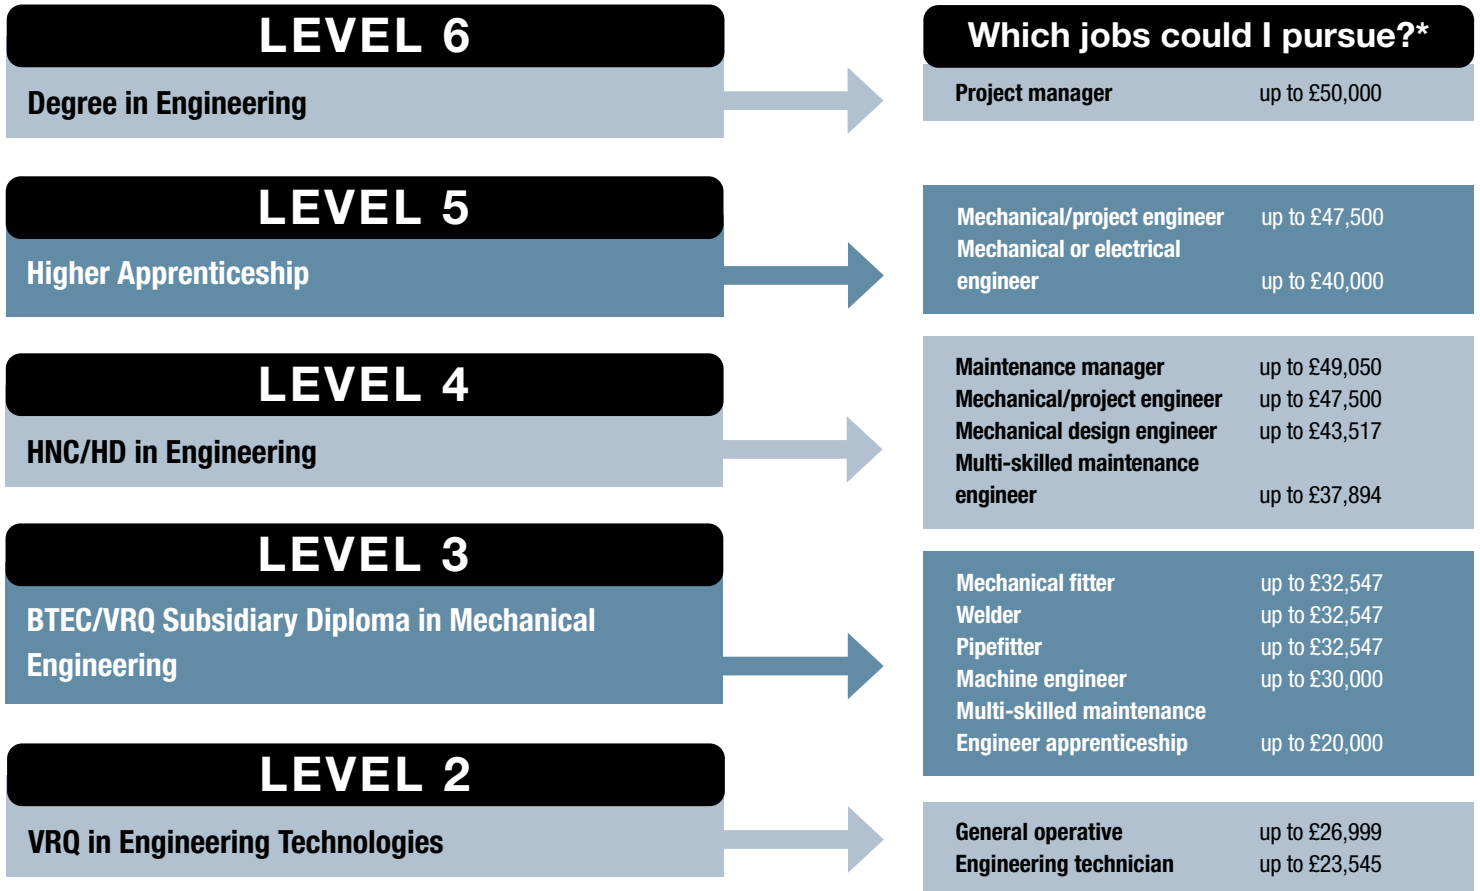 LEVEL 6
Degree in Engineering
Which jobs could I pursue?*
Project manager up to £50,000
LEVEL 5
Higher Apprenticeship
Mechanical/project engineer up to £47,500
Mechanical or electrical
engineer up to £40,000
LEVEL 4
HNC/HD in Engineering
Maintenance manager up to £49,050
Mechanical/project engineer up to £47,500
Mechanical design engineer up to £43,517
Multi-skilled maintenance
engineer up to £37,894
LEVEL 3
BTEC/VRQ Subsidiary Diploma in Mechanical
Engineering
Mechanical fitter up to £32,547
Welder up to £32,547
Pipefitter up to £32,547
Machine engineer up to £30,000
Multi-skilled maintenance
Engineer apprenticeship up to £20,000
LEVEL 2
VRQ in Engineering Technologies
General operative up to £26,999
Engineering technician up to £23,545